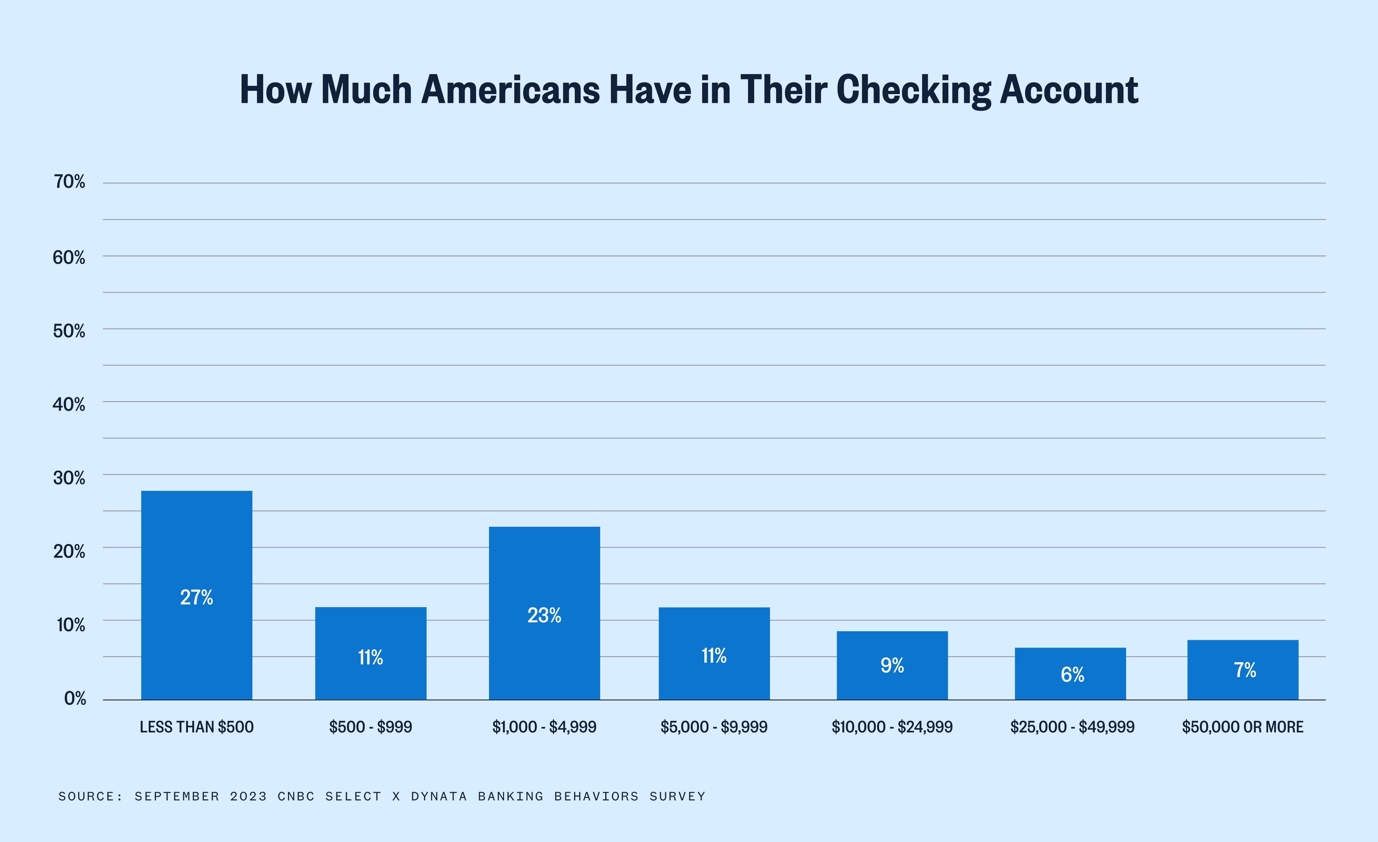 How Much Americans Have in Their Checking Account
70%
60%
50%
40%
30%
20%
10%
0%
27%
11%
23%
11%
9%
6%
7%
LESS THAN $500
$500 - $999
$1,000 - $4,999
$5,000 - $9,999
$10,000 - $24,999
$25,000 - $49,999
$50,000 OR MORE
SOURCE: SEPTEMBER 2023 CNBC SELECT X DYNATA BANKING BEHAVIORS SURVEY